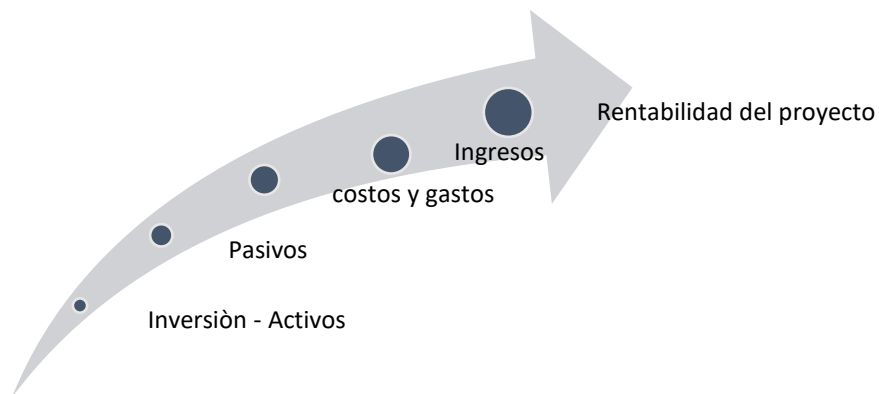 Rentabilidad del proyecto
Ingresos
costos y gastos
Pasivos
Inversiòn - Activos